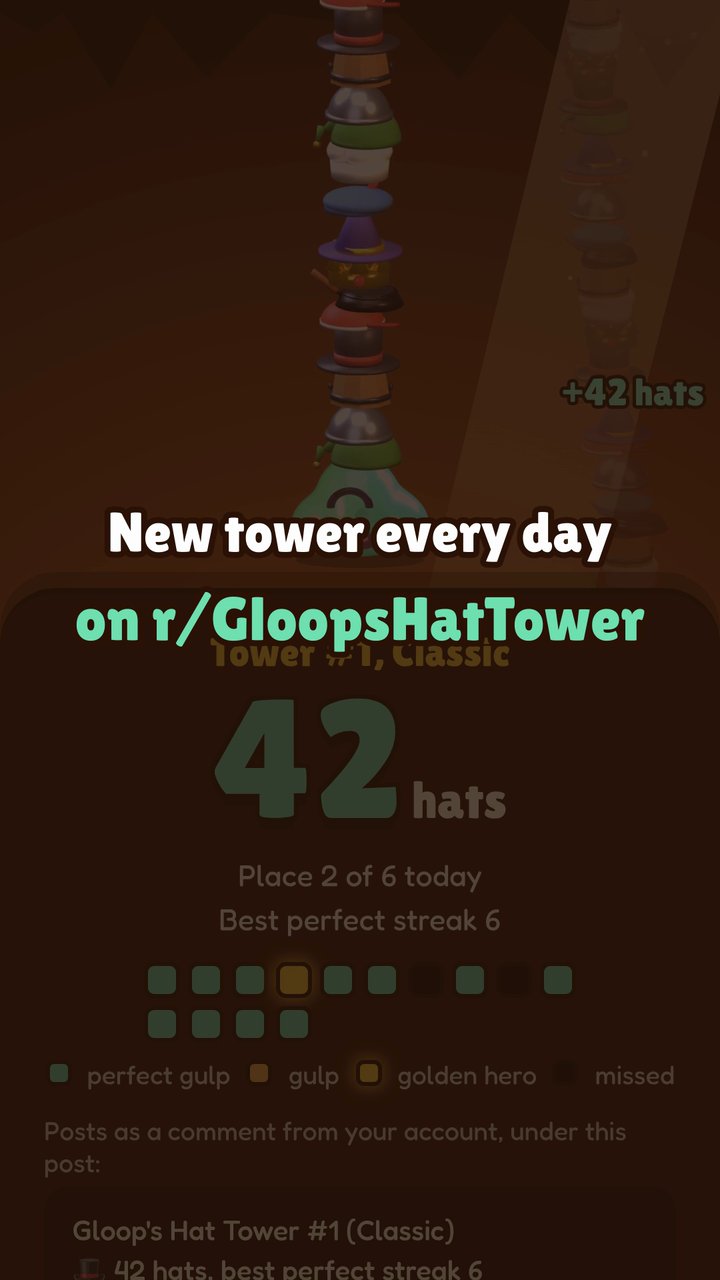 +42 hats
New tower every day
on r/GloopsHatTower
Tower #1, Classic
42 hats
Place 2 of 6 today
Best perfect streak 6
perfect gulp gulp golden hero missed
Posts as a comment from your account, under this
post:
Gloop's Hat Tower #1 (Classic)
42 hats, best perfect streak 6